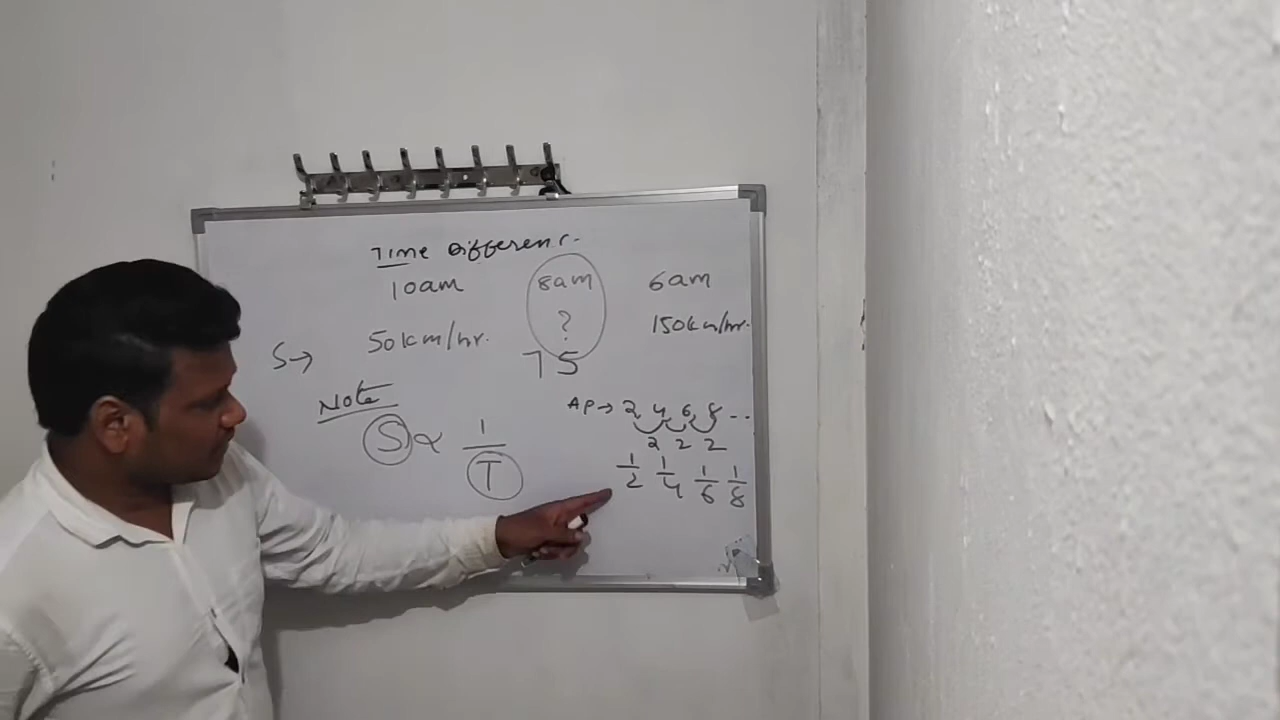 Time Differenc.
10am 8am 6am
50km/hr. ? 150km/hr.
S→ 75
Note
S ∝ 1/T
AP→ 2 4 6 8 ...
2 2 2
1/2 1/4 1/6 1/8